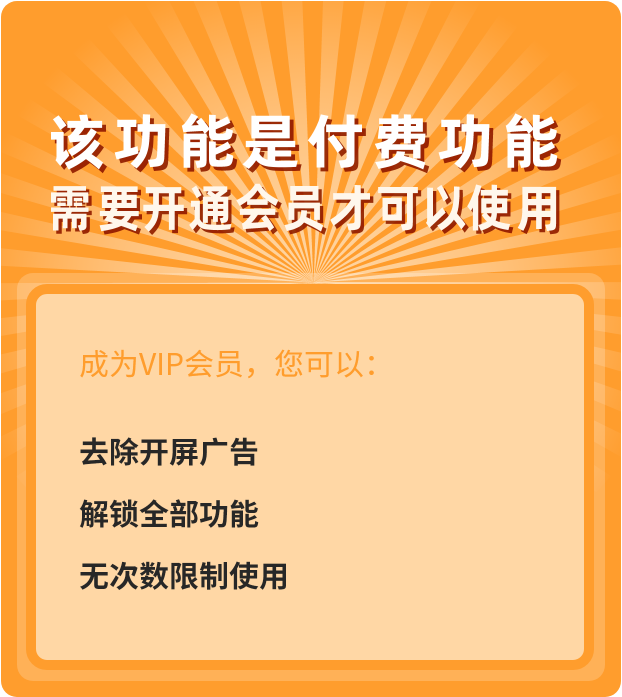 该功能是付费功能
需要开通会员才可以使用
成为VIP会员，您可以：
去除开屏广告
解锁全部功能
无次数限制使用